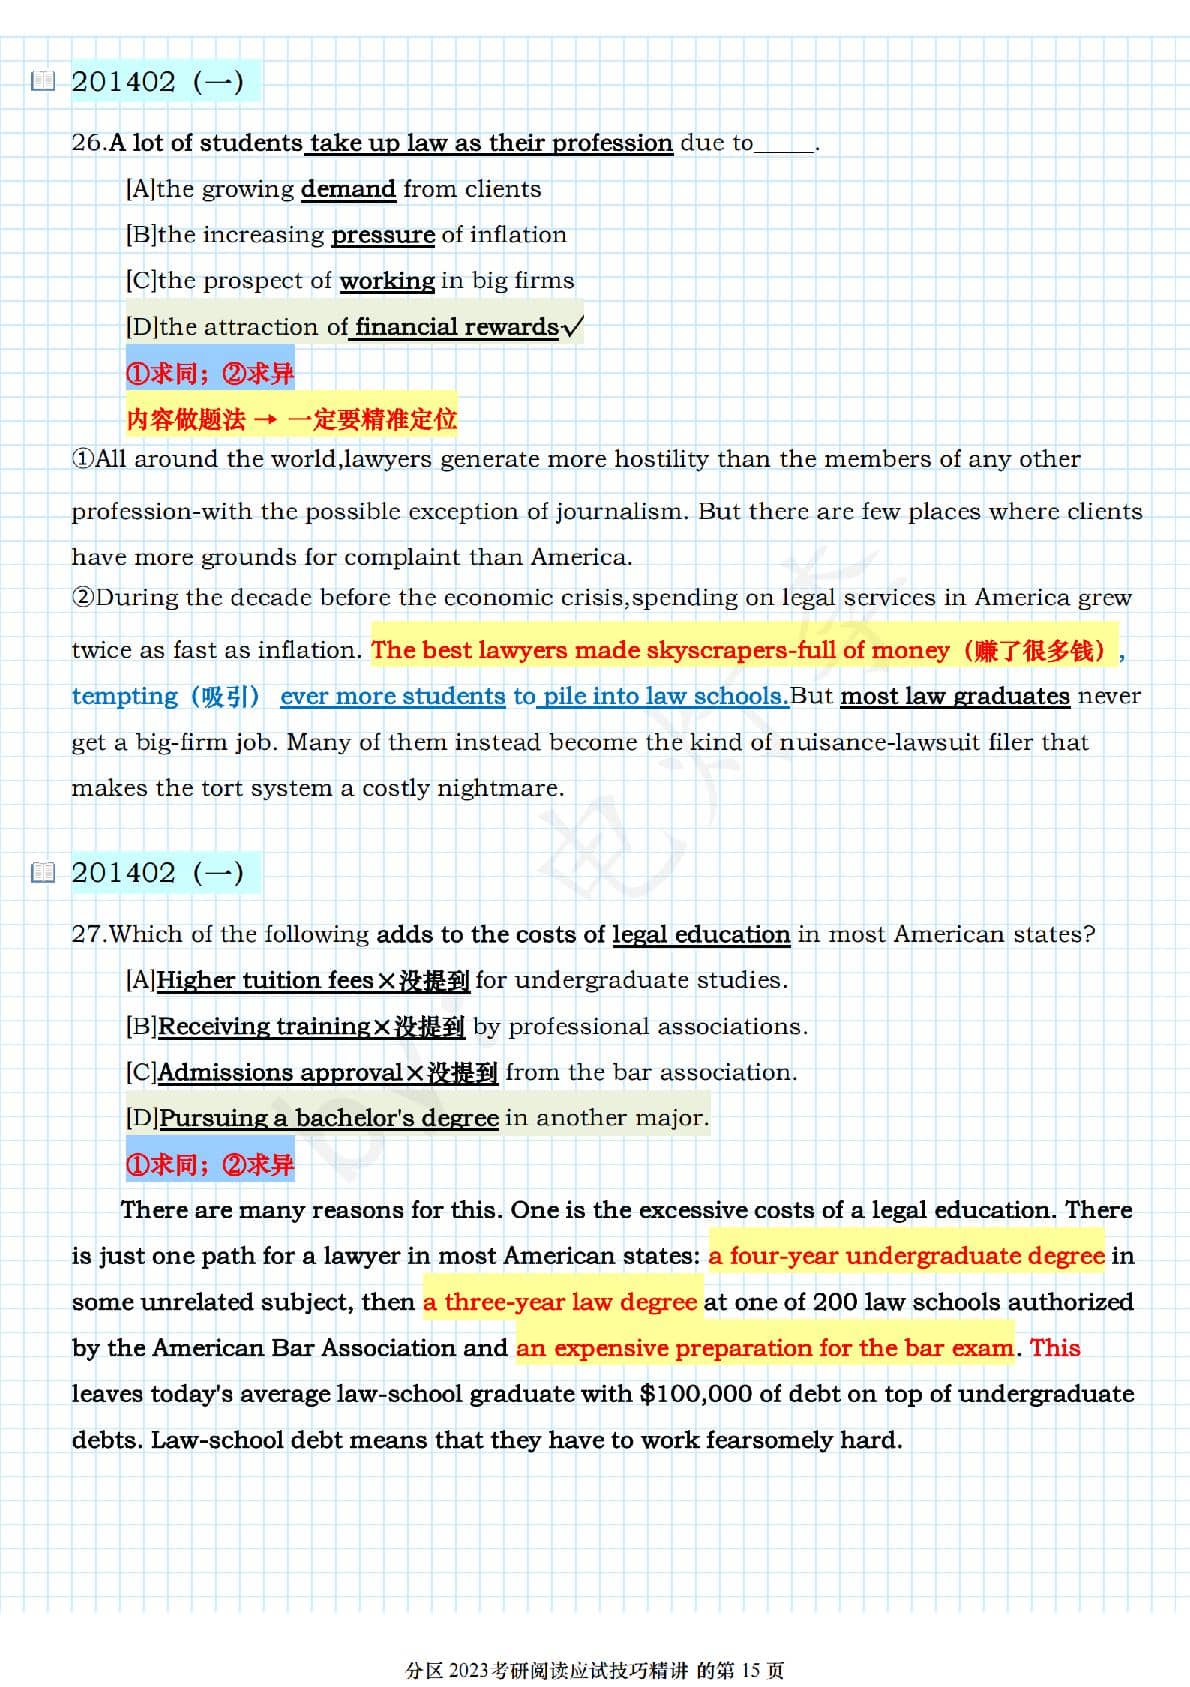 201402（一）
26.A lot of students take up law as their profession due to_____.
[A]the growing demand from clients
[B]the increasing pressure of inflation
[C]the prospect of working in big firms
[D]the attraction of financial rewards✓
①求同；②求异
内容做题法 → 一定要精准定位
①All around the world,lawyers generate more hostility than the members of any other
profession-with the possible exception of journalism. But there are few places where clients
have more grounds for complaint than America.
②During the decade before the economic crisis,spending on legal services in America grew
twice as fast as inflation. The best lawyers made skyscrapers-full of money（赚了很多钱）,
tempting（吸引） ever more students to pile into law schools.But most law graduates never
get a big-firm job. Many of them instead become the kind of nuisance-lawsuit filer that
makes the tort system a costly nightmare.
201402（一）
27.Which of the following adds to the costs of legal education in most American states?
[A]Higher tuition fees×没提到 for undergraduate studies.
[B]Receiving training×没提到 by professional associations.
[C]Admissions approval×没提到 from the bar association.
[D]Pursuing a bachelor's degree in another major.
①求同；②求异
There are many reasons for this. One is the excessive costs of a legal education. There
is just one path for a lawyer in most American states: a four-year undergraduate degree in
some unrelated subject, then a three-year law degree at one of 200 law schools authorized
by the American Bar Association and an expensive preparation for the bar exam. This
leaves today's average law-school graduate with $100,000 of debt on top of undergraduate
debts. Law-school debt means that they have to work fearsomely hard.
分区 2023考研阅读应试技巧精讲 的第 15 页